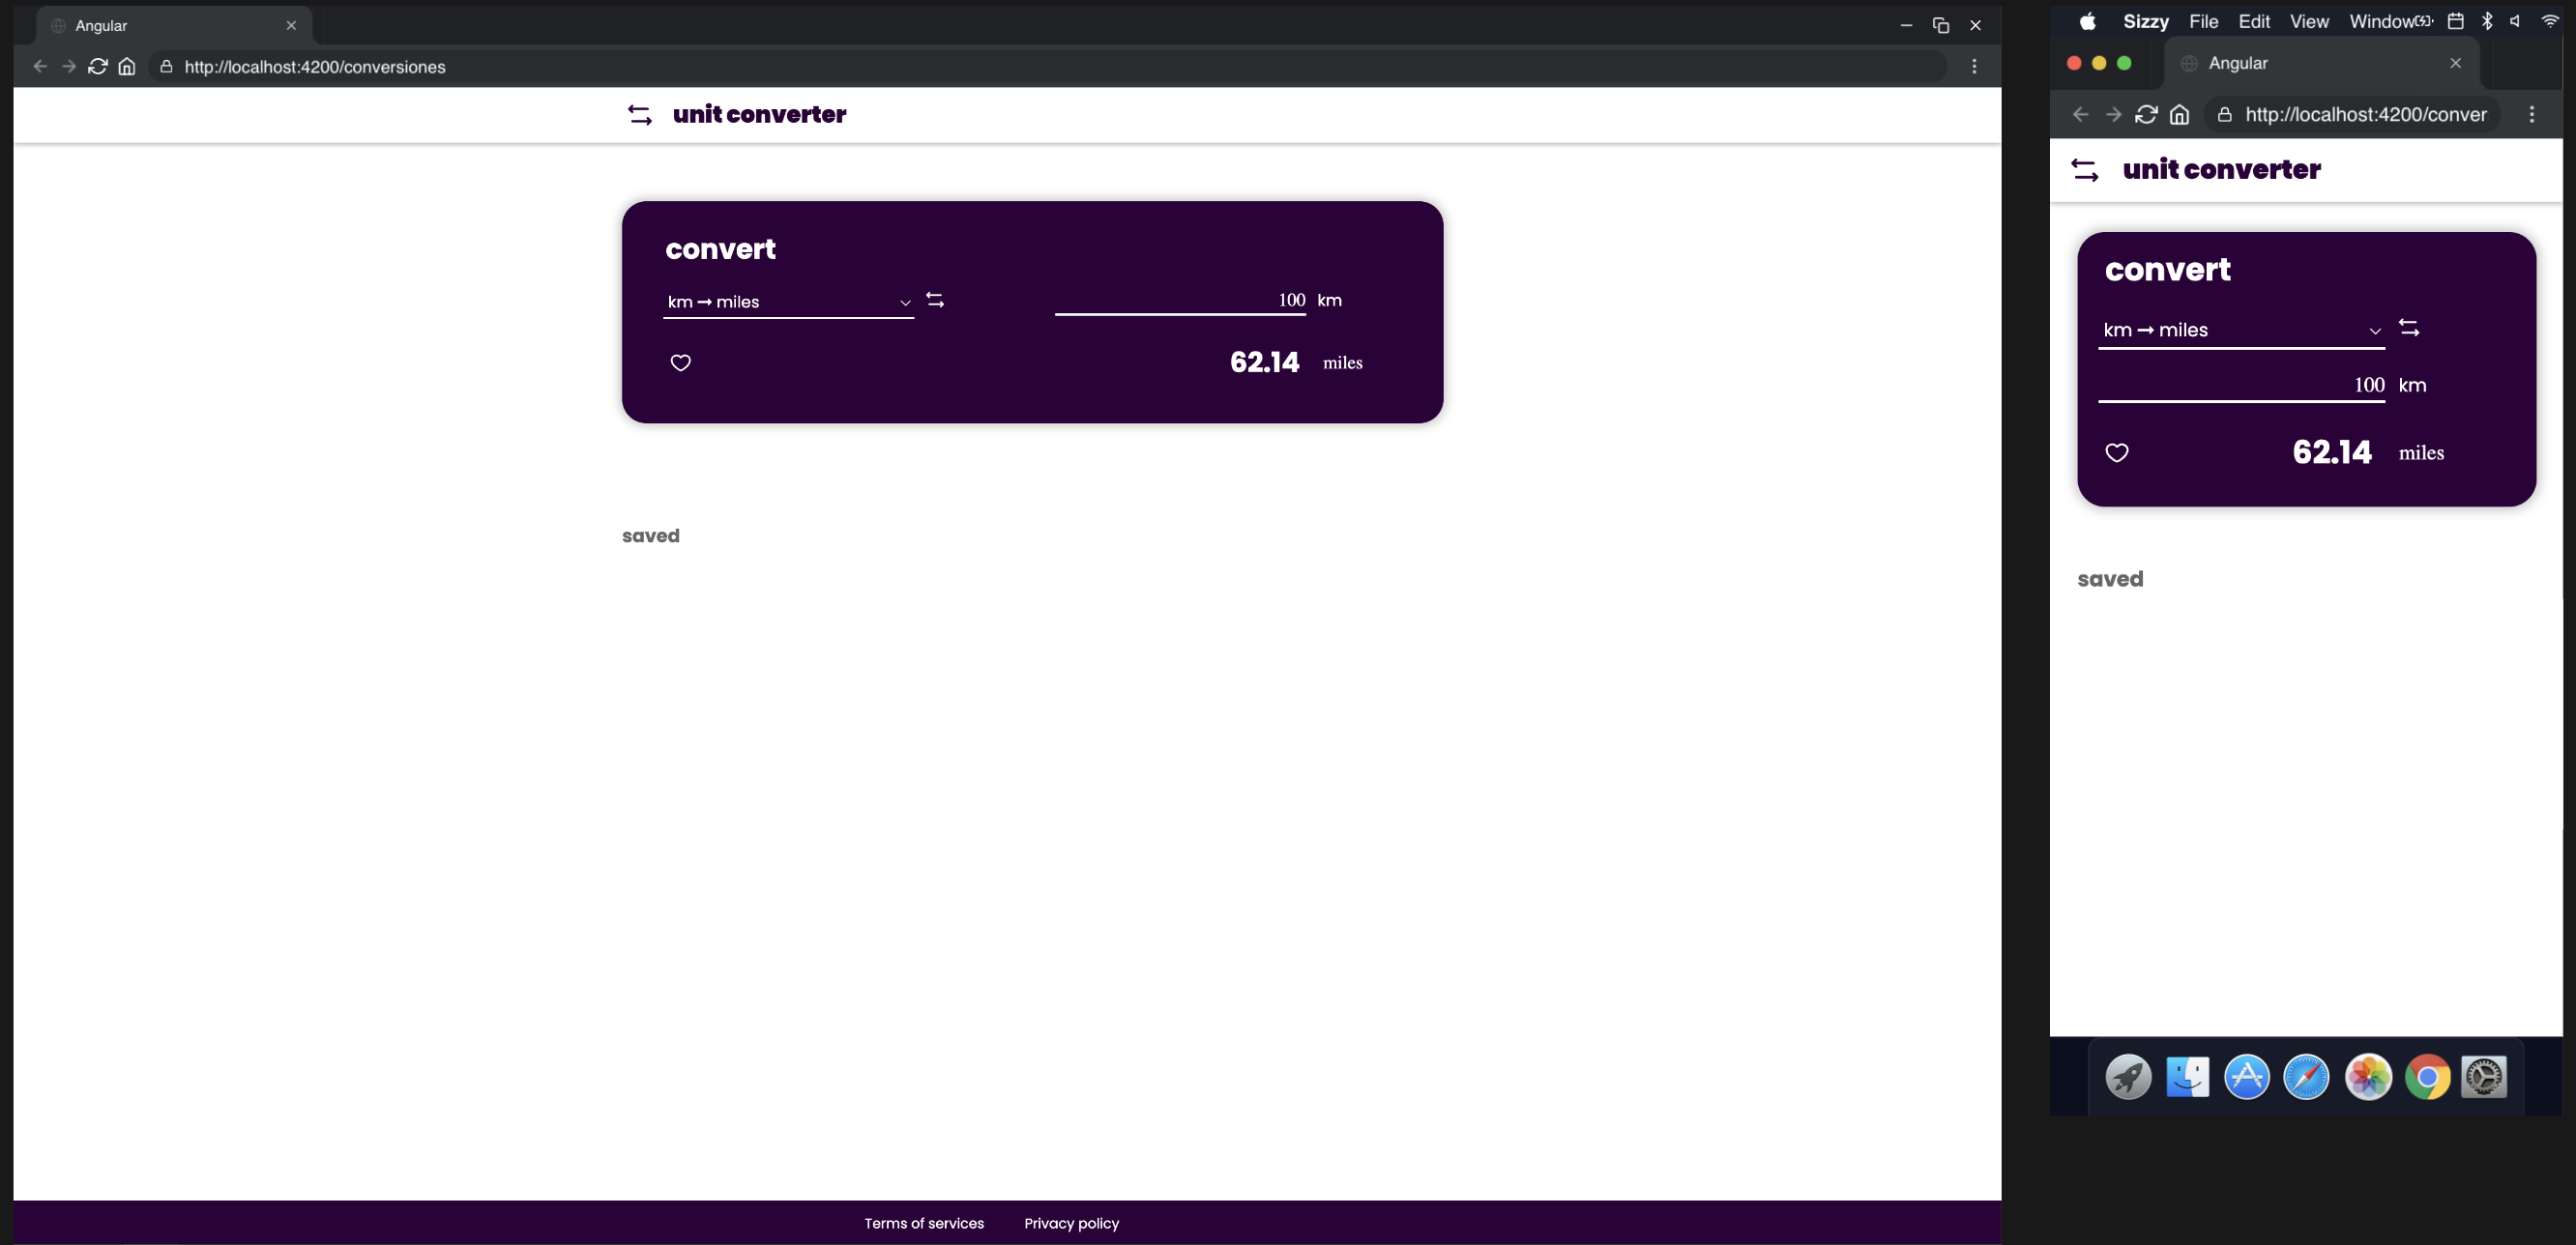 Angular
http://localhost:4200/conversiones
unit converter
convert
km → miles
100 km
62.14 miles
saved
Terms of services Privacy policy
Sizzy File Edit View Window
Angular
http://localhost:4200/conver
unit converter
convert
km → miles
100 km
62.14 miles
saved